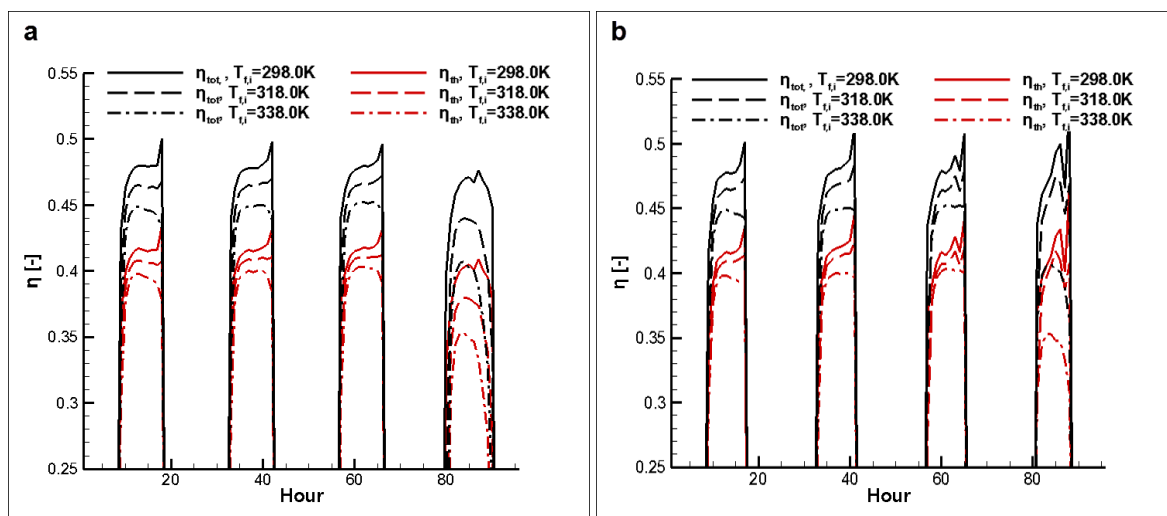 a
0.55
η_tot, T_f,i=298.0K
η_th, T_f,i=298.0K
η_tot, T_f,i=318.0K
η_th, T_f,i=318.0K
η_tot, T_f,i=338.0K
η_th, T_f,i=338.0K
0.5
0.45
0.4
0.35
0.3
0.25
η [-]
20
40
60
80
Hour
b
0.55
η_tot, T_f,i=298.0K
η_th, T_f,i=298.0K
η_tot, T_f,i=318.0K
η_th, T_f,i=318.0K
η_tot, T_f,i=338.0K
η_th, T_f,i=338.0K
0.5
0.45
0.4
0.35
0.3
0.25
η [-]
20
40
60
80
Hour